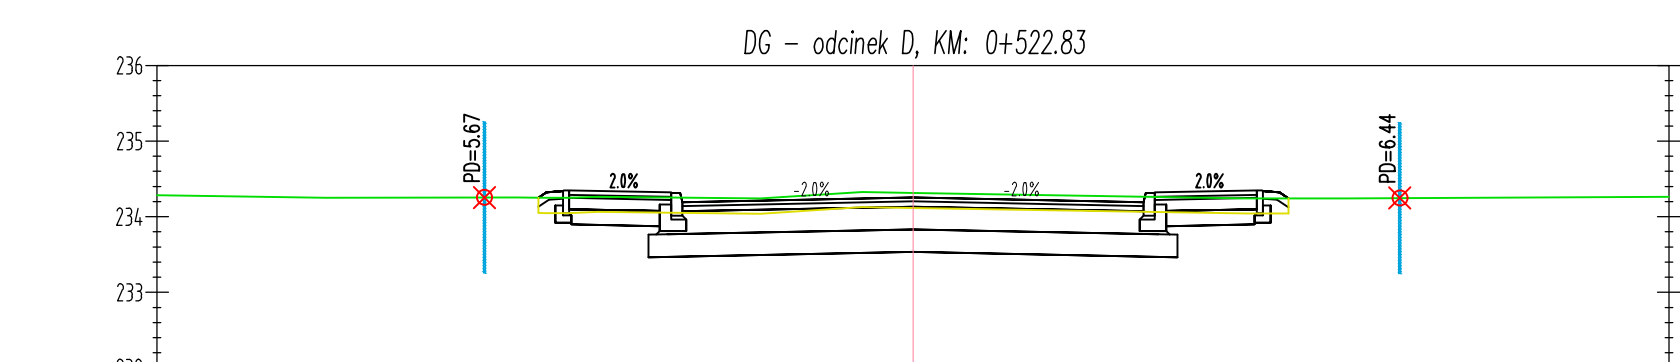 DG – odcinek D, KM: 0+522.83
236
235
PD=5.67
PD=6.44
2.0%
-2.0%
-2.0%
2.0%
234
233